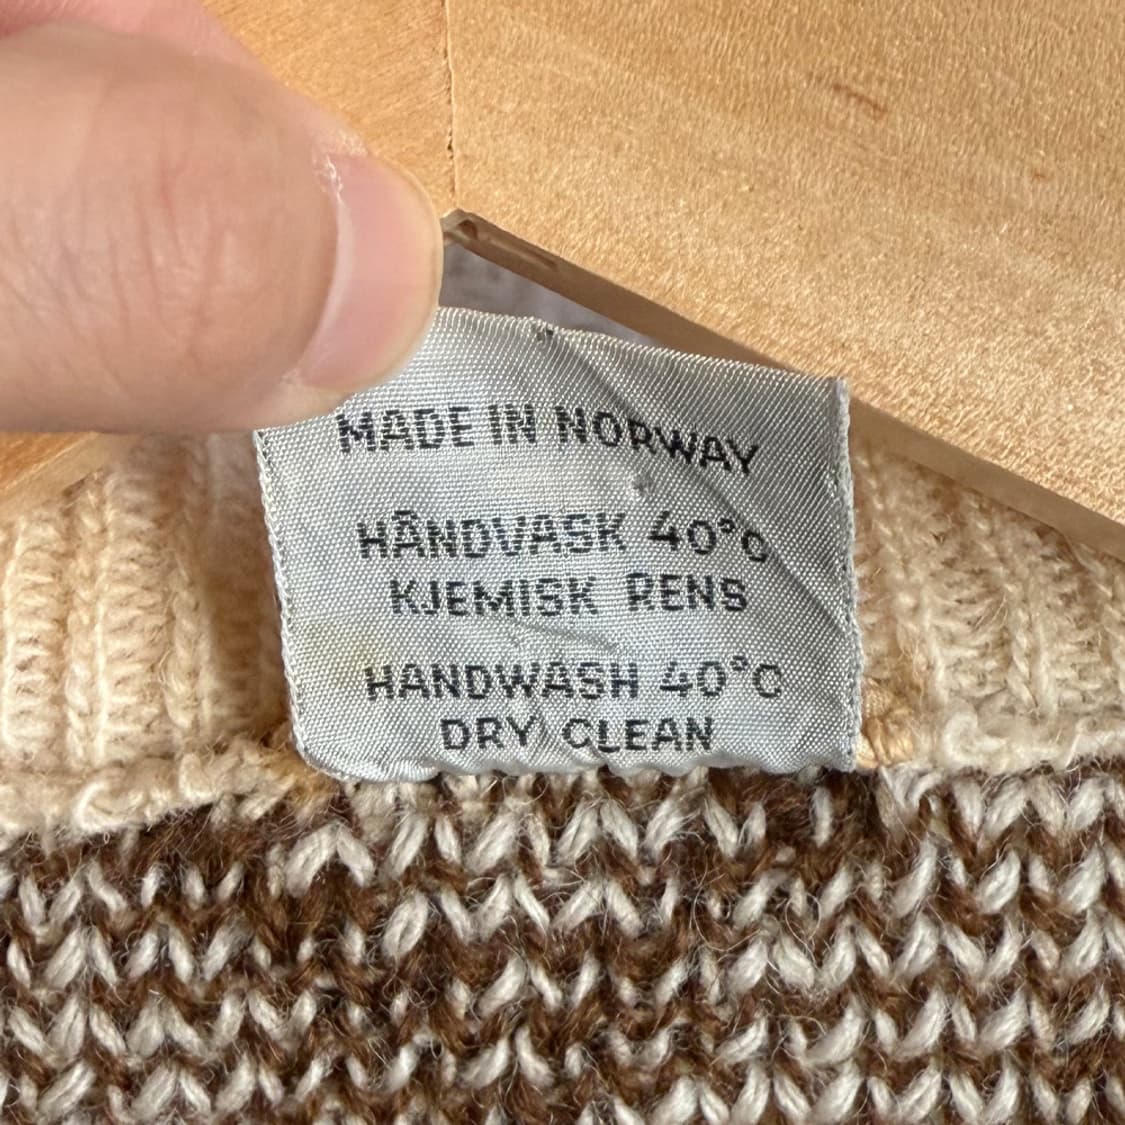 MADE IN NORWAY
HÅNDVASK 40°C
KJEMISK RENS
HANDWASH 40°C
DRY CLEAN